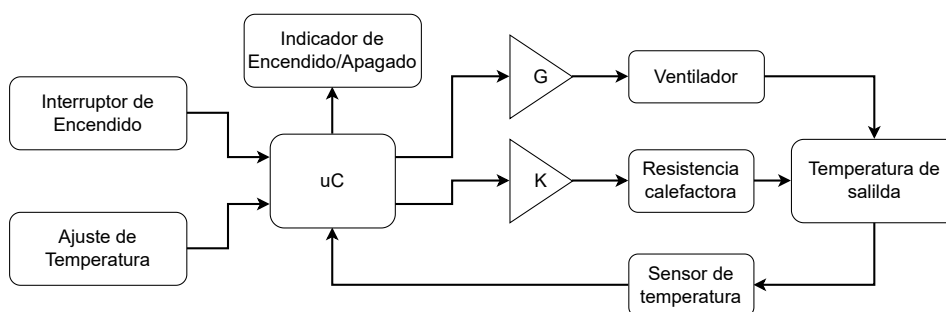 Indicador de
Encendido/Apagado
Interruptor de
Encendido
uC
Ajuste de
Temperatura
G
Ventilador
K
Resistencia
calefactora
Temperatura de
salilda
Sensor de
temperatura